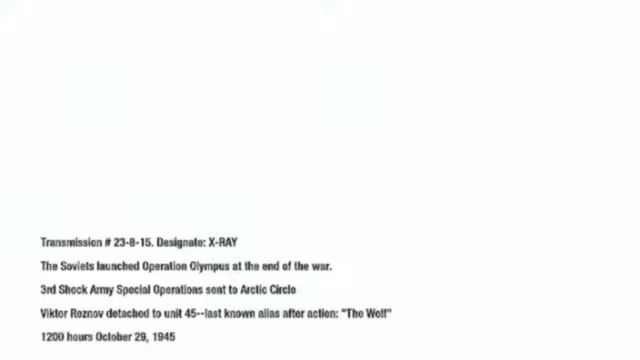 Transmission # 23-8-15. Designate: X-RAY
The Soviets launched Operation Olympus at the end of the war.
3rd Shock Army Special Operations sent to Arctic Circle
Viktor Reznov detached to unit 45--last known alias after action: "The Wolf"
1200 hours October 29, 1945